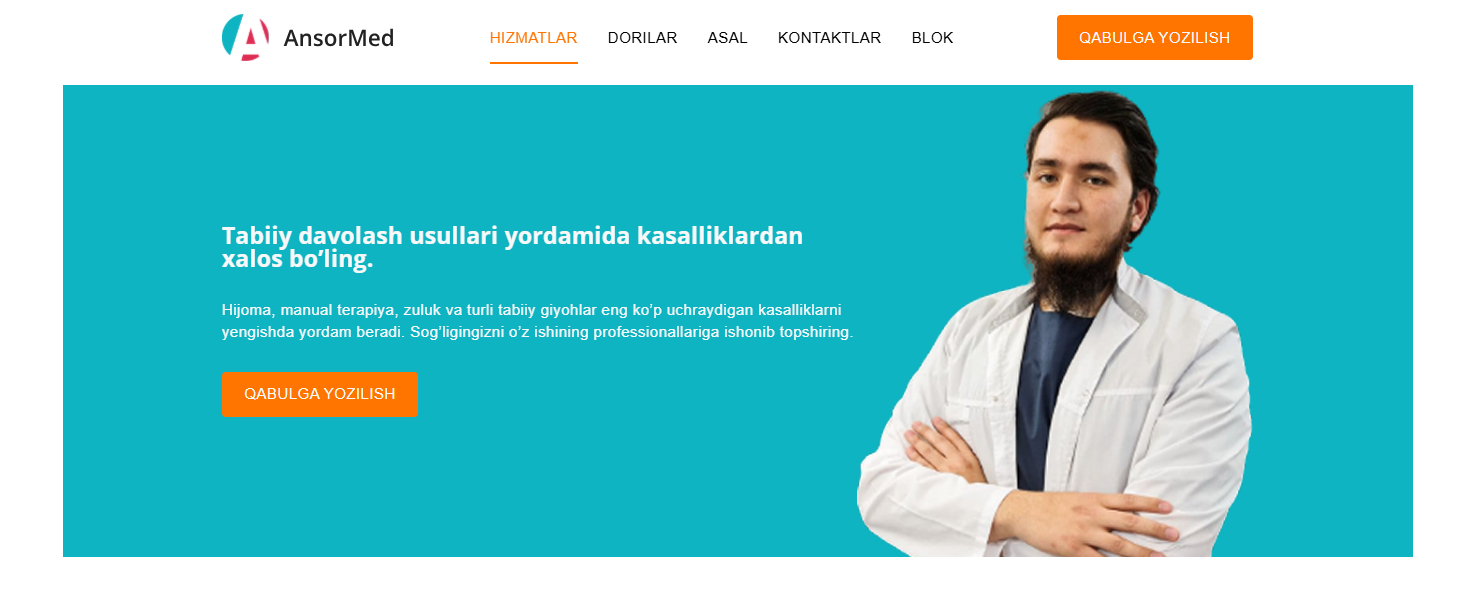 AnsorMed
HIZMATLAR DORILAR ASAL KONTAKTLAR BLOK
QABULGA YOZILISH
Tabiiy davolash usullari yordamida kasalliklardan
xalos bo’ling.
Hijoma, manual terapiya, zuluk va turli tabiiy giyohlar eng ko’p uchraydigan kasalliklarni
yengishda yordam beradi. Sog’ligingizni o’z ishining professionallariga ishonib topshiring.
QABULGA YOZILISH